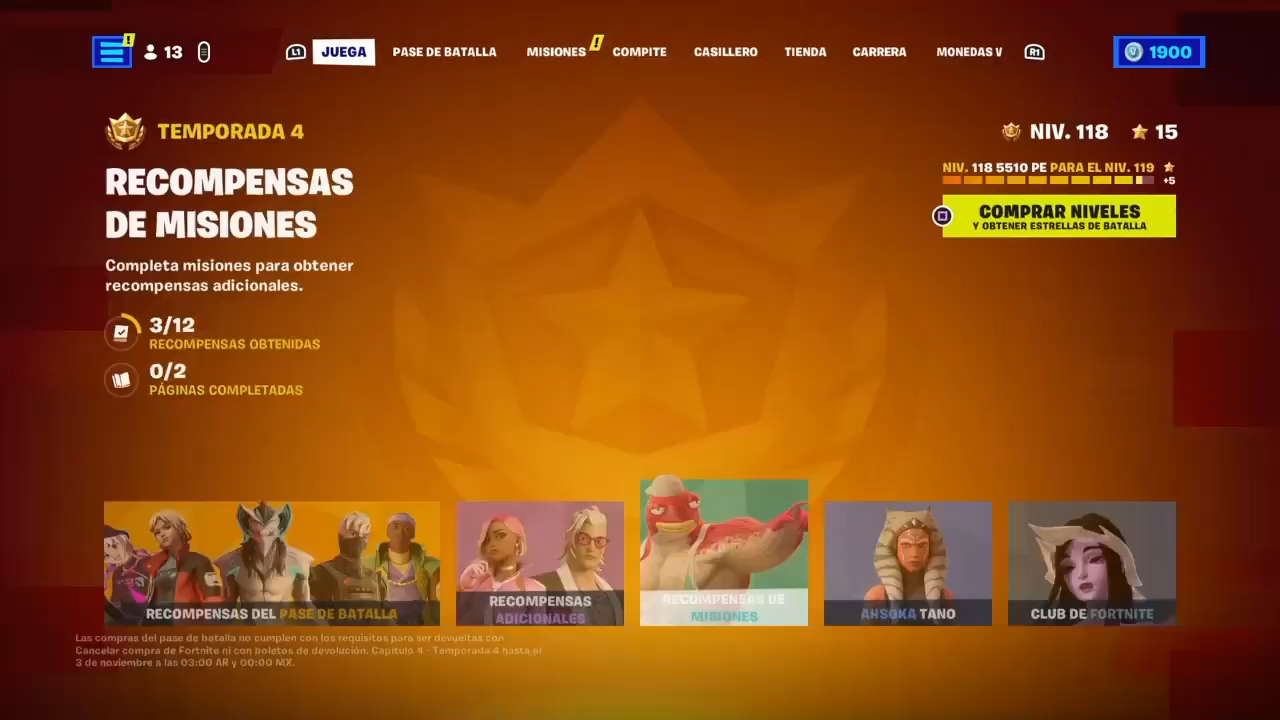 13
L1
JUEGA
PASE DE BATALLA
MISIONES
COMPITE
CASILLERO
TIENDA
CARRERA
MONEDAS V
R1
1900
TEMPORADA 4
NIV. 118
15
RECOMPENSAS
DE MISIONES
NIV. 118 5510 PE PARA EL NIV. 119
+5
COMPRAR NIVELES
Y OBTENER ESTRELLAS DE BATALLA
Completa misiones para obtener
recompensas adicionales.
3/12
RECOMPENSAS OBTENIDAS
0/2
PÁGINAS COMPLETADAS
RECOMPENSAS DEL PASE DE BATALLA
RECOMPENSAS
ADICIONALES
RECOMPENSAS DE
MISIONES
AHSOKA TANO
CLUB DE FORTNITE
Las compras del pase de batalla no cumplen con los requisitos para ser devueltas con
Cancelar compra de Fortnite ni con boletos de devolución. Capítulo 4 - Temporada 4 hasta el
3 de noviembre a las 03:00 AR y 00:00 MX.